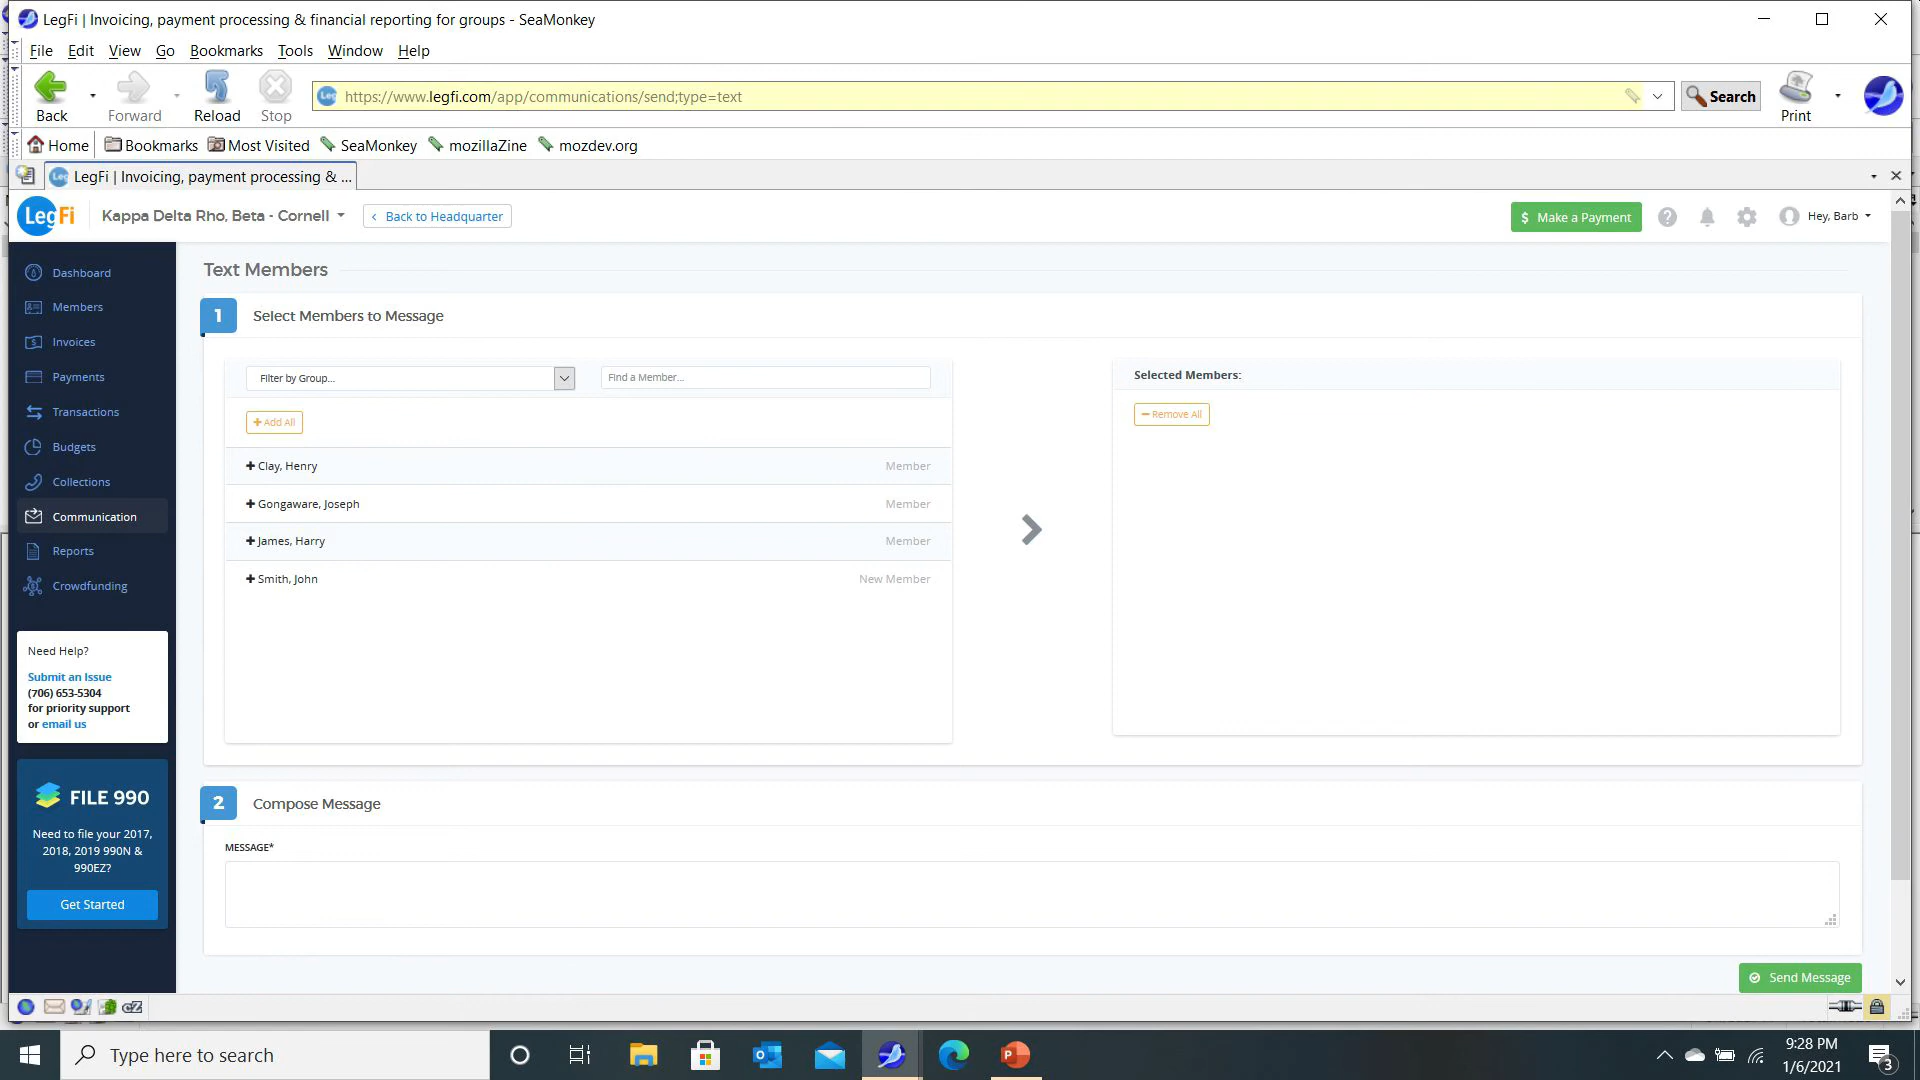 LegFi | Invoicing, payment processing & financial reporting for groups - SeaMonkey
File Edit View Go Bookmarks Tools Window Help
Back Forward Reload Stop
https://www.legfi.com/app/communications/send;type=text
Search
Print
Home Bookmarks Most Visited SeaMonkey mozillaZine mozdev.org
LegFi | Invoicing, payment processing & ...
LegFi
Kappa Delta Rho, Beta - Cornell
‹ Back to Headquarter
$ Make a Payment
Hey, Barb
Dashboard
Members
Invoices
Payments
Transactions
Budgets
Collections
Communication
Reports
Crowdfunding
Need Help?
Submit an Issue
(706) 653-5304
for priority support
or email us
FILE 990
Need to file your 2017,
2018, 2019 990N &
990EZ?
Get Started
Text Members
1 Select Members to Message
Filter by Group...
Find a Member...
+ Add All
+ Clay, Henry Member
+ Gongaware, Joseph Member
+ James, Harry Member
+ Smith, John New Member
Selected Members:
− Remove All
2 Compose Message
MESSAGE*
Send Message
cZ
Type here to search
9:28 PM
1/6/2021
3